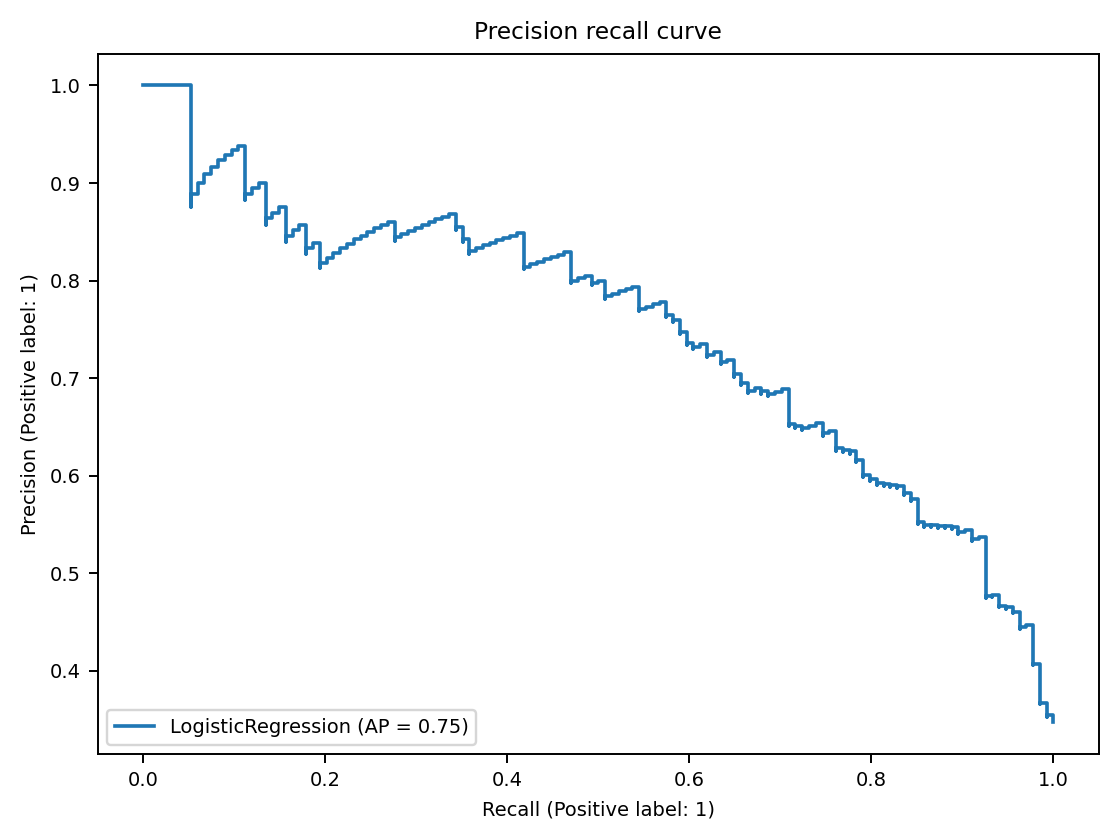 Precision recall curve
1.0
0.9
0.8
0.7
0.6
0.5
0.4
Precision (Positive label: 1)
LogisticRegression (AP = 0.75)
0.0 0.2 0.4 0.6 0.8 1.0
Recall (Positive label: 1)